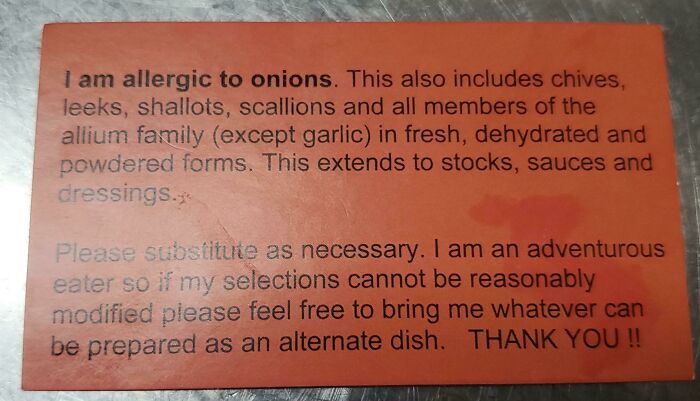 I am allergic to onions. This also includes chives,
leeks, shallots, scallions and all members of the
allium family (except garlic) in fresh, dehydrated and
powdered forms. This extends to stocks, sauces and
dressings.
Please substitute as necessary. I am an adventurous
eater so if my selections cannot be reasonably
modified please feel free to bring me whatever can
be prepared as an alternate dish. THANK YOU !!